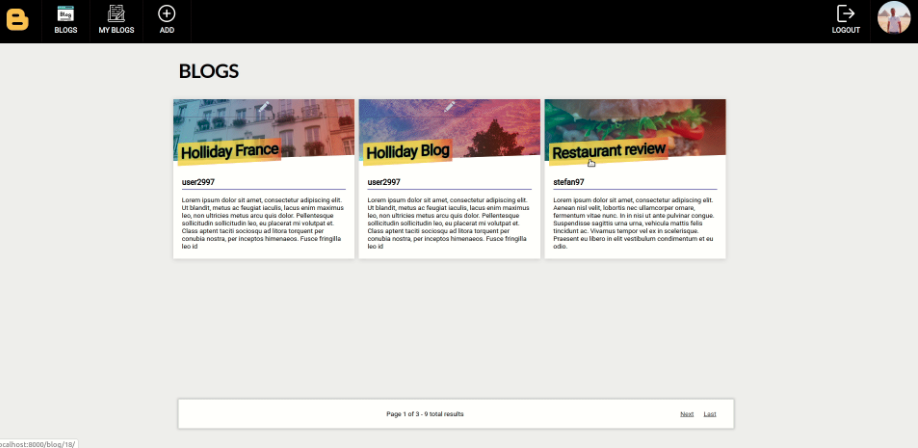 BLOGS
MY BLOGS
ADD
LOGOUT
BLOGS
Holliday France
user2997
Lorem ipsum dolor sit amet, consectetur adipiscing elit.
Ut blandit, metus ac feugiat iaculis, lacus enim maximus
leo, non ultricies metus arcu quis dolor. Pellentesque
sollicitudin sollicitudin leo, eu placerat mi volutpat et.
Class aptent taciti sociosqu ad litora torquent per
conubia nostra, per inceptos himenaeos. Fusce fringilla
leo id
Holliday Blog
user2997
Lorem ipsum dolor sit amet, consectetur adipiscing elit.
Ut blandit, metus ac feugiat iaculis, lacus enim maximus
leo, non ultricies metus arcu quis dolor. Pellentesque
sollicitudin sollicitudin leo, eu placerat mi volutpat et.
Class aptent taciti sociosqu ad litora torquent per
conubia nostra, per inceptos himenaeos. Fusce fringilla
leo id
Restaurant review
stefan97
Lorem ipsum dolor sit amet, consectetur adipiscing elit.
Aenean nisl velit, lobortis nec ullamcorper ornare,
fermentum vitae nunc. In in nisi ut ante pulvinar congue.
Suspendisse sagittis urna urna, vehicula mattis felis
tincidunt ac. Vivamus tempor vel ex in scelerisque.
Praesent eu libero in elit vestibulum condimentum et eu
odio.
Page 1 of 3 - 9 total results
Next Last
ocalhost:8000/blog/18/